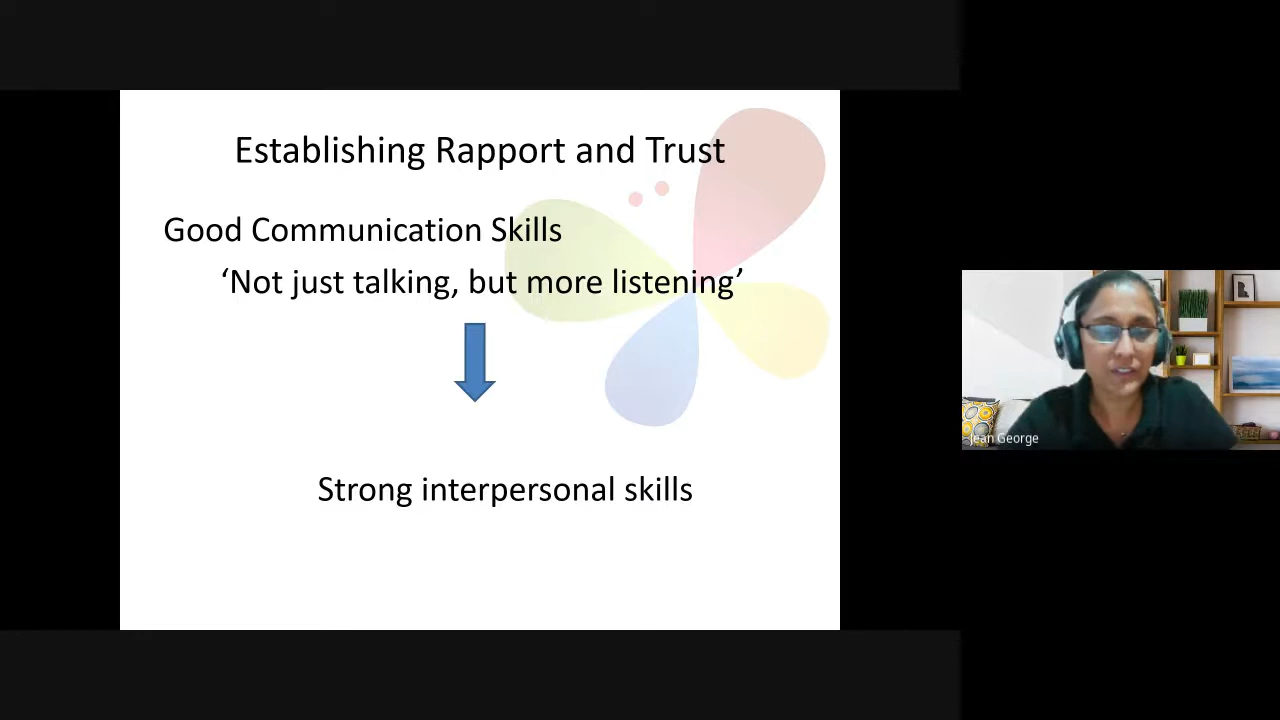 Establishing Rapport and Trust
Good Communication Skills
‘Not just talking, but more listening’
Strong interpersonal skills
Jean George